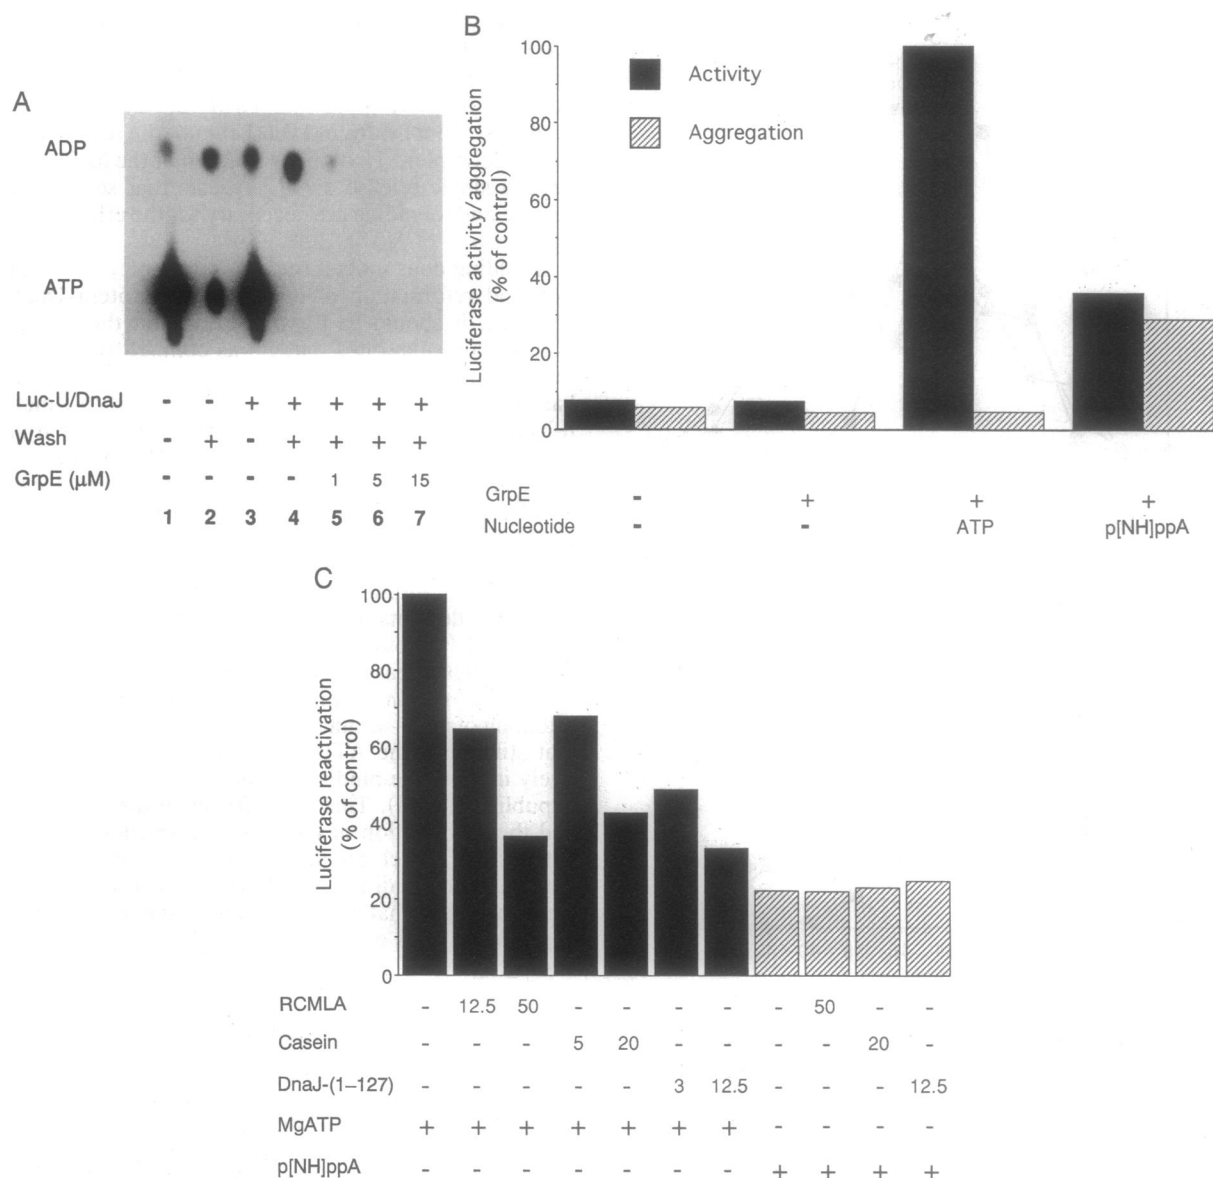 A
ADP
ATP
Luc-U/DnaJ - - + + + + +
Wash - + - + + + +
GrpE (μM) - - - - 1 5 15
1 2 3 4 5 6 7
B
Luciferase activity/aggregation
(% of control)
100
80
60
40
20
0
Activity
Aggregation
GrpE - + + +
Nucleotide - - ATP p[NH]ppA
C
Luciferase reactivation
(% of control)
100
80
60
40
20
0
RCMLA - 12.5 50 - - - - - 50 - -
Casein - - - 5 20 - - - - 20 -
DnaJ-(1–127) - - - - - 3 12.5 - - - 12.5
MgATP + + + + + + + - - - -
p[NH]ppA - - - - - - - + + + +